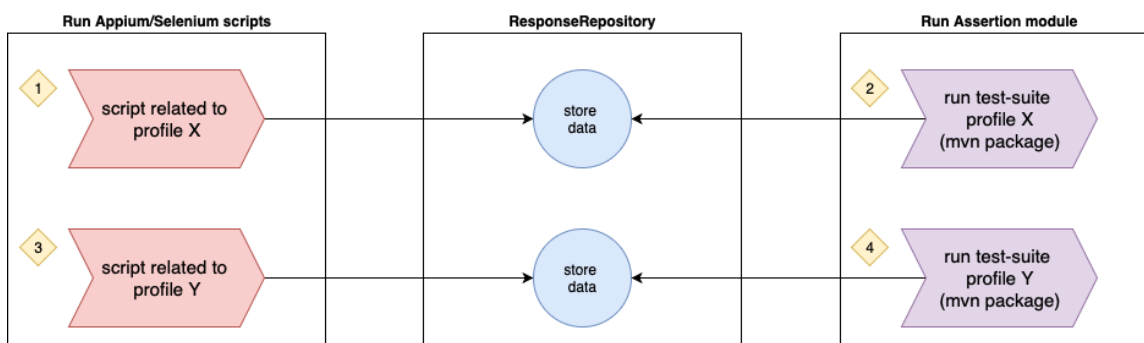 Run Appium/Selenium scripts
ResponseRepository
Run Assertion module
1
script related to
profile X
store
data
2
run test-suite
profile X
(mvn package)
3
script related to
profile Y
store
data
4
run test-suite
profile Y
(mvn package)